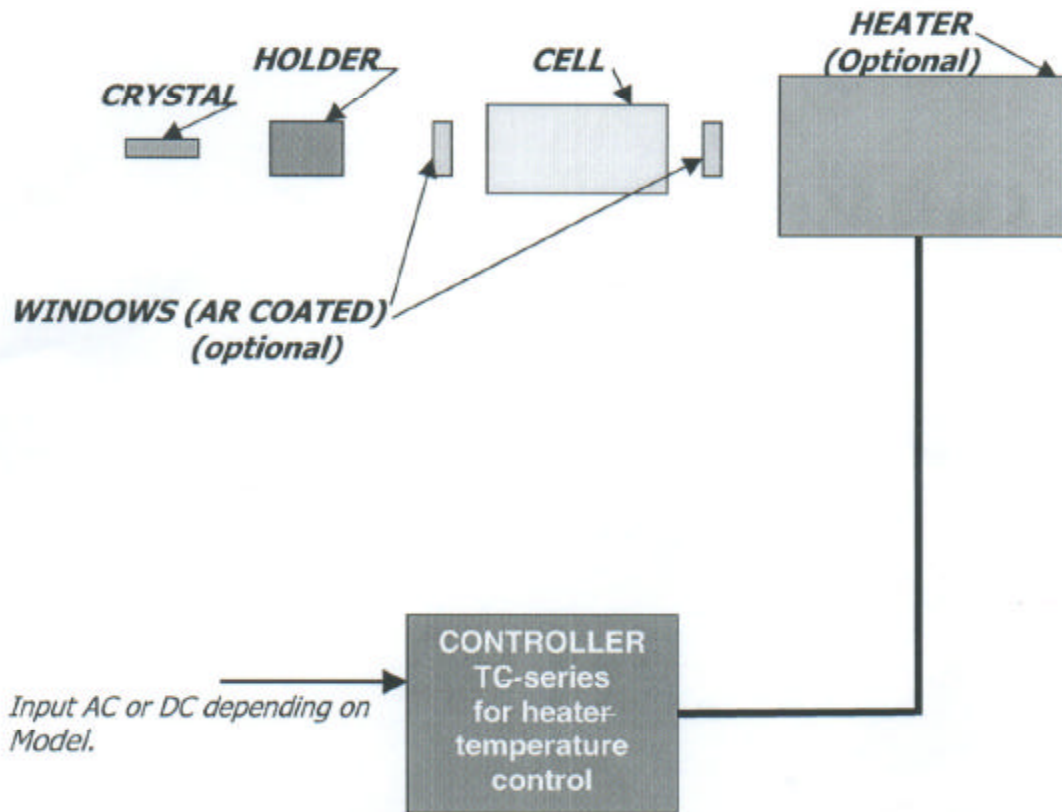 HEATER
(Optional)
HOLDER
CELL
CRYSTAL
WINDOWS (AR COATED)
(optional)
CONTROLLER
TC-series
for heater
temperature
control
Input AC or DC depending on
Model.